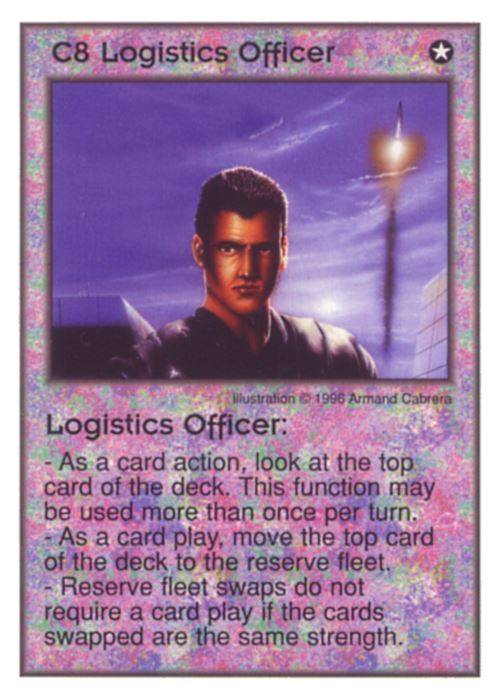 C8 Logistics Officer
Illustration © 1996 Armand Cabrera
Logistics Officer:
- As a card action, look at the top
card of the deck. This function may
be used more than once per turn.
- As a card play, move the top card
of the deck to the reserve fleet.
- Reserve fleet swaps do not
require a card play if the cards
swapped are the same strength.